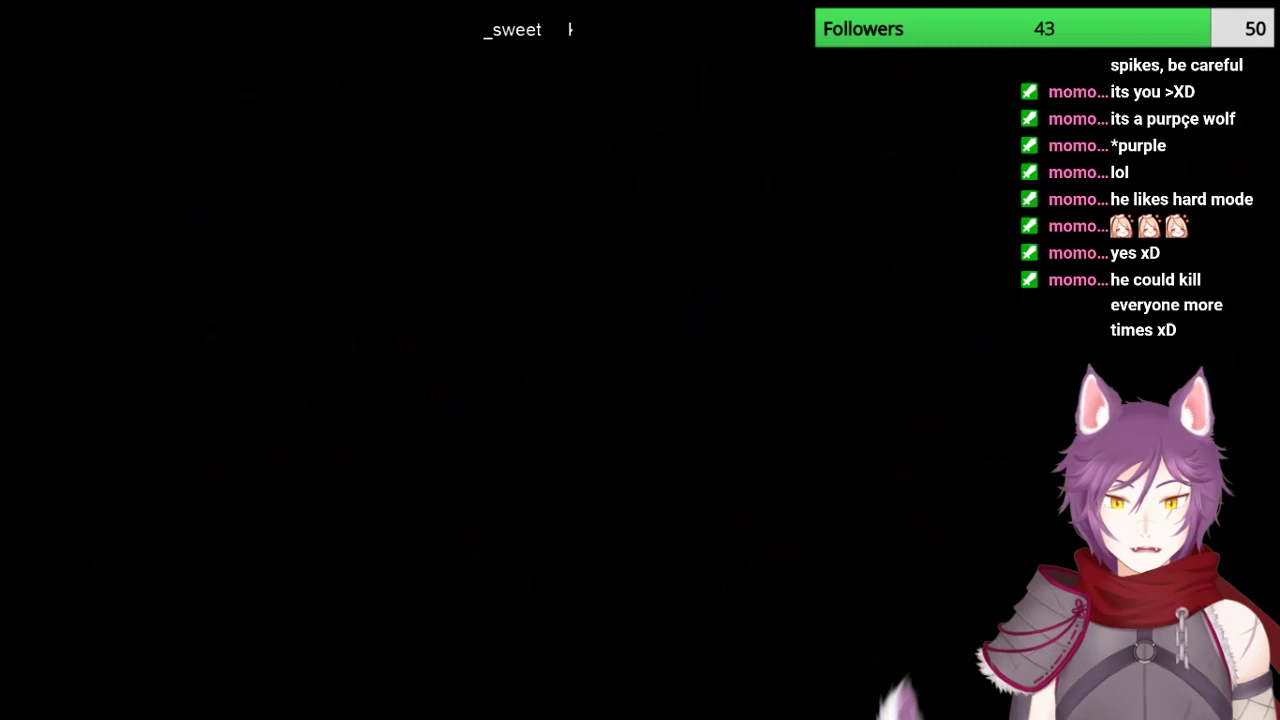 _sweet
Followers 43 50
spikes, be careful
momo... its you >XD
momo... its a purpçe wolf
momo... *purple
momo... lol
momo... he likes hard mode
momo...
momo... yes xD
momo... he could kill
everyone more
times xD